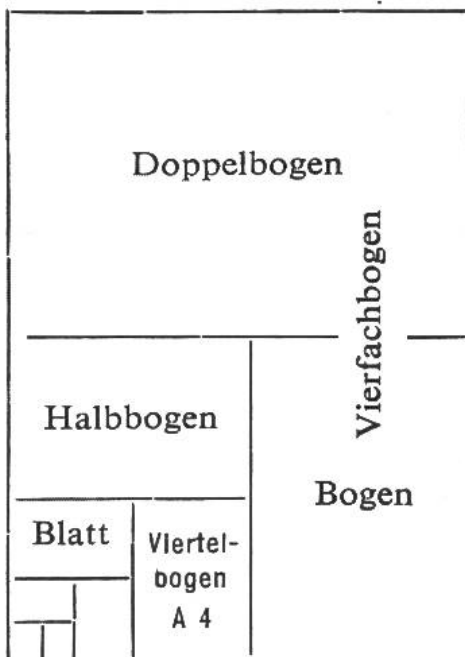 Doppelbogen
Vierfachbogen
Halbbogen
Bogen
Blatt
Viertel-
bogen
A 4